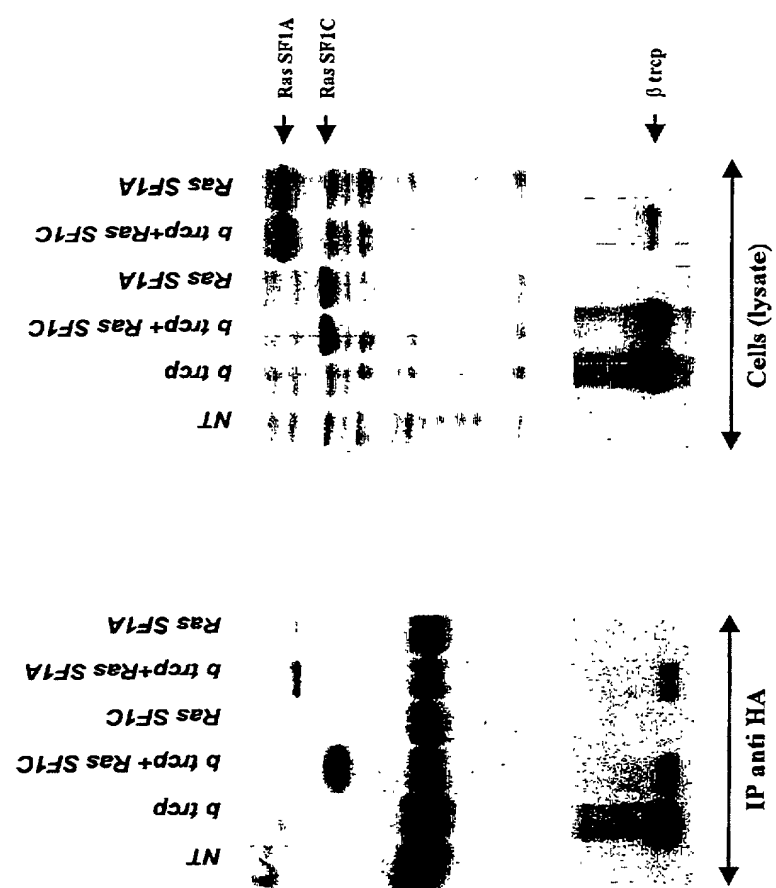 Ras SF1A
Ras SF1C
β trcp
Ras SF1A
b trcp+Ras SF1C
Ras SF1A
b trcp+ Ras SF1C
b trcp
NT
Cells (lysate)
Ras SF1A
b trcp+Ras SF1A
Ras SF1C
b trcp+ Ras SF1C
b trcp
NT
IP anti HA